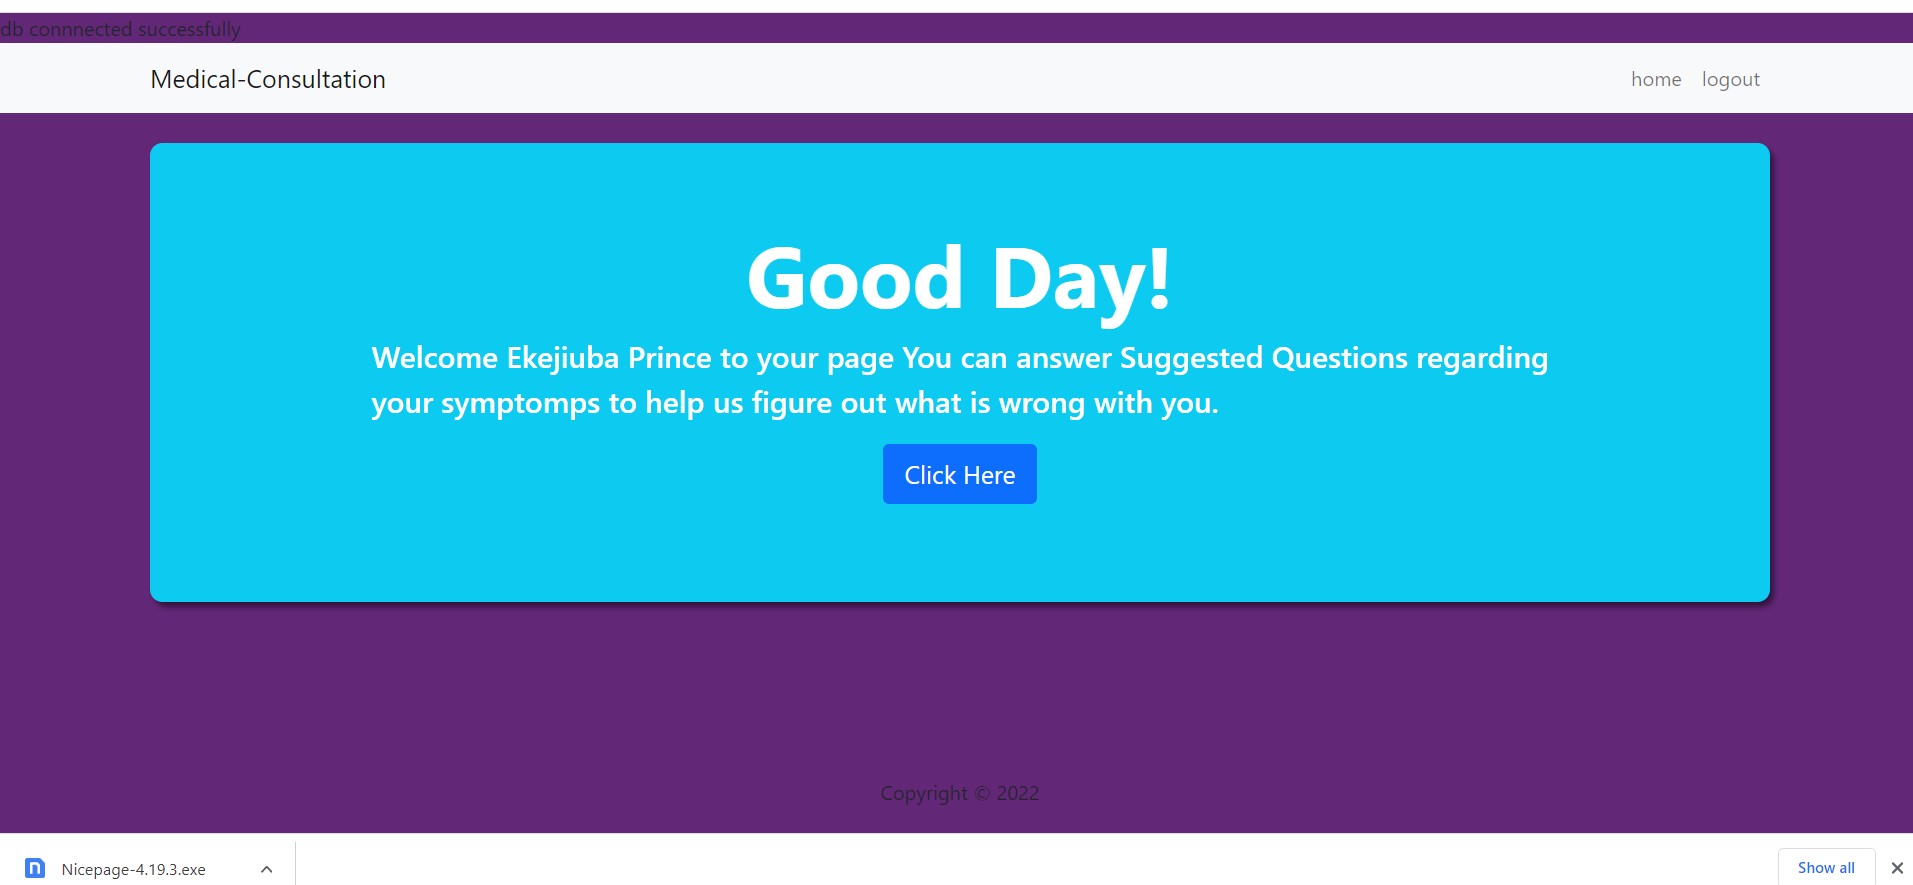 db connnected successfully
Medical-Consultation
home logout
Good Day!
Welcome Ekejiuba Prince to your page You can answer Suggested Questions regarding
your symptomps to help us figure out what is wrong with you.
Click Here
Copyright © 2022
Nicepage-4.19.3.exe
Show all